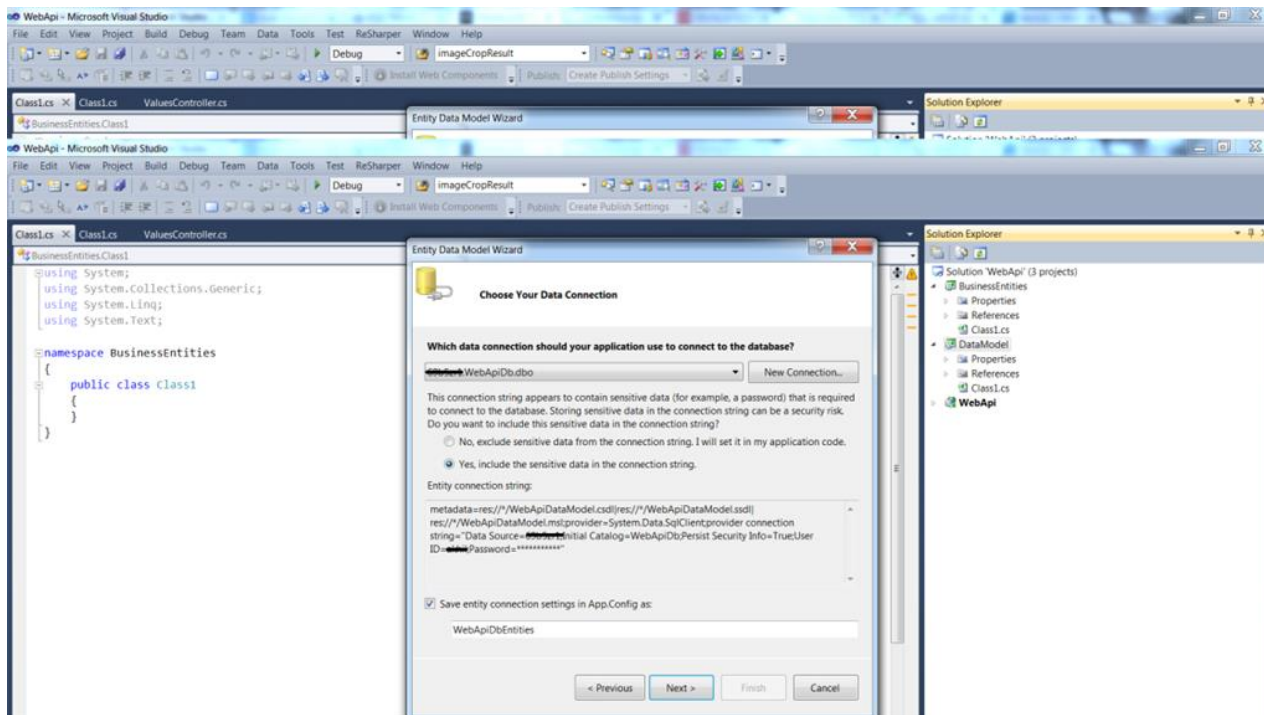 WebApi - Microsoft Visual Studio
File Edit View Project Build Debug Team Data Tools Test ReSharper Window Help
Debug imageCropResult
Install Web Components Publish: Create Publish Settings
Class1.cs Class1.cs ValuesController.cs
Entity Data Model Wizard
Solution Explorer
BusinessEntities.Class1
WebApi - Microsoft Visual Studio
File Edit View Project Build Debug Team Data Tools Test ReSharper Window Help
Debug imageCropResult
Install Web Components Publish: Create Publish Settings
Class1.cs Class1.cs ValuesController.cs
BusinessEntities.Class1
using System;
using System.Collections.Generic;
using System.Linq;
using System.Text;
namespace BusinessEntities
{
public class Class1
{
}
}
Entity Data Model Wizard
Choose Your Data Connection
Which data connection should your application use to connect to the database?
.WebApiDb.dbo New Connection...
This connection string appears to contain sensitive data (for example, a password) that is required
to connect to the database. Storing sensitive data in the connection string can be a security risk.
Do you want to include this sensitive data in the connection string?
No, exclude sensitive data from the connection string. I will set it in my application code.
Yes, include the sensitive data in the connection string.
Entity connection string:
metadata=res://*/WebApiDataModel.csdl|res://*/WebApiDataModel.ssdl|
res://*/WebApiDataModel.msl;provider=System.Data.SqlClient;provider connection
string="Data Source= Initial Catalog=WebApiDb;Persist Security Info=True;User
ID= ;Password=***********"
Save entity connection settings in App.Config as:
WebApiDbEntities
< Previous Next > Finish Cancel
Solution Explorer
Solution 'WebApi' (3 projects)
BusinessEntities
Properties
References
Class1.cs
DataModel
Properties
References
Class1.cs
WebApi